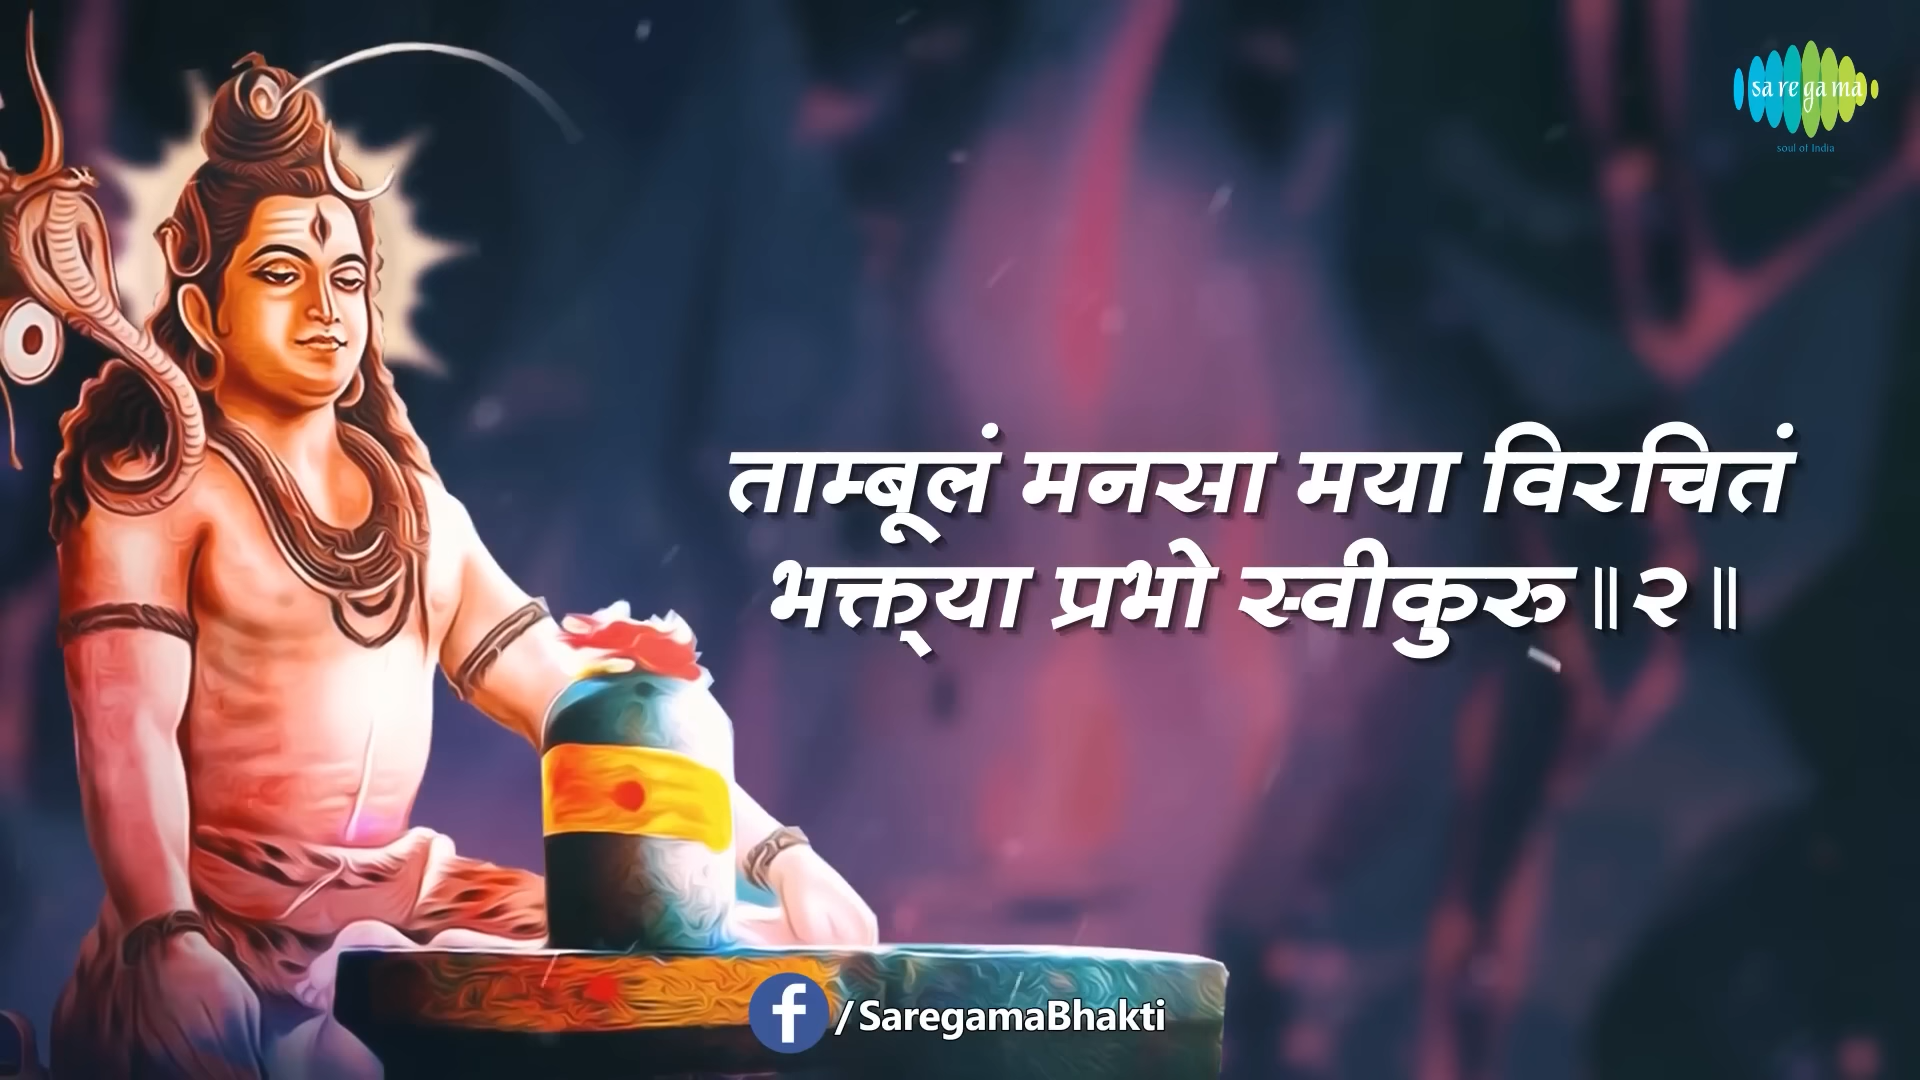 sa re ga ma
soul of India
ताम्बूलं मनसा मया विरचितं
भक्त्या प्रभो स्वीकुरु॥२॥
f/SaregamaBhakti